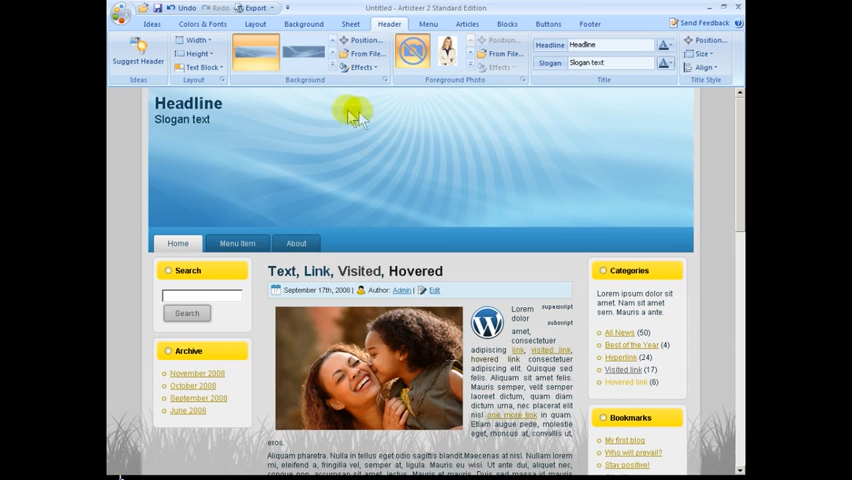 Undo Redo Export Untitled - Artisteer 2 Standard Edition
Ideas Colors & Fonts Layout Background Sheet Header Menu Articles Blocks Buttons Footer Send Feedback
Suggest Header
Width
Height
Text Block
Position...
From File...
Effects
From File...
Effects
Headline Headline
Slogan Slogan text
Position...
Size
Align
Ideas Layout Background Foreground Photo Title Title Style
Headline
Slogan text
Home Menu Item About
Search
Search
Archive
November 2008
October 2008
September 2008
June 2008
Text, Link, Visited, Hovered
September 17th, 2008 | Author: Admin | Edit
Lorem superscript
dolor subscript
amet,
consectetuer
adipiscing link, visited link,
hovered link consectetuer
adipiscing elit. Quisque sed
felis. Aliquam sit amet felis.
Mauris semper, velit semper
laoreet dictum, quam diam
dictum urna, nec placerat elit
nisl one more link in quam.
Etiam augue pede, molestie
eget, rhoncus at, convallis ut,
eros.
Aliquam pharetra. Nulla in tellus eget odio sagittis blandit.Maecenas at nisl. Nullam lorem
mi, eleifend a, fringilla vel, semper at, ligula. Mauris eu wisi. Ut ante dui, aliquet nec,
Categories
Lorem ipsum dolor sit
amet, consectetur elit.
Mauris a ante.
All News (50)
Best of the Year (4)
Hyperlink (24)
Visited link (17)
Hovered link (6)
Bookmarks
My first blog
Who will prevail?
Stay positive!